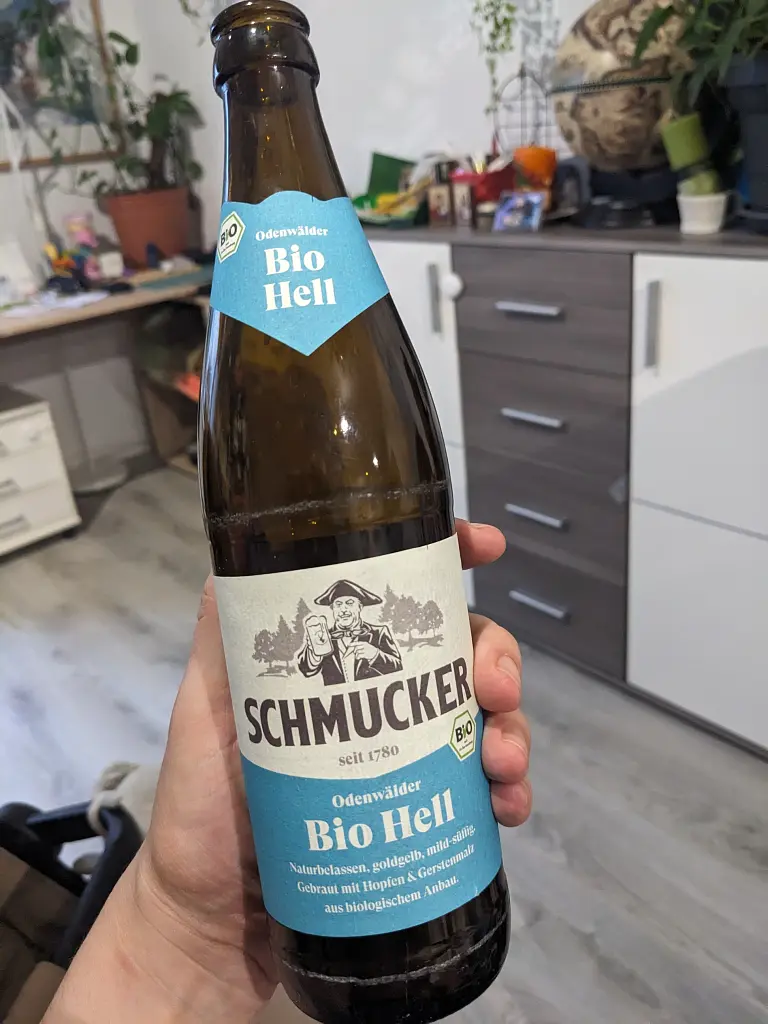 BiO
Odenwälder
Bio
Hell
SCHMUCKER
seit 1780
BiO
Odenwälder
Bio Hell
Naturbelassen, goldgelb, mild-süffig.
Gebraut mit Hopfen & Gerstenmalz
aus biologischem Anbau.